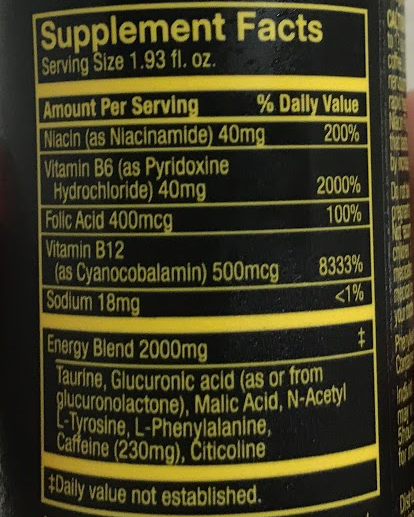 Supplement Facts
Serving Size 1.93 fl. oz.
Amount Per Serving % Daily Value
Niacin (as Niacinamide) 40mg 200%
Vitamin B6 (as Pyridoxine
Hydrochloride) 40mg 2000%
Folic Acid 400mcg 100%
Vitamin B12
(as Cyanocobalamin) 500mcg 8333%
Sodium 18mg <1%
Energy Blend 2000mg ‡
Taurine, Glucuronic acid (as or from
glucuronolactone), Malic Acid, N-Acetyl
L-Tyrosine, L-Phenylalanine,
Caffeine (230mg), Citicoline
‡Daily value not established.